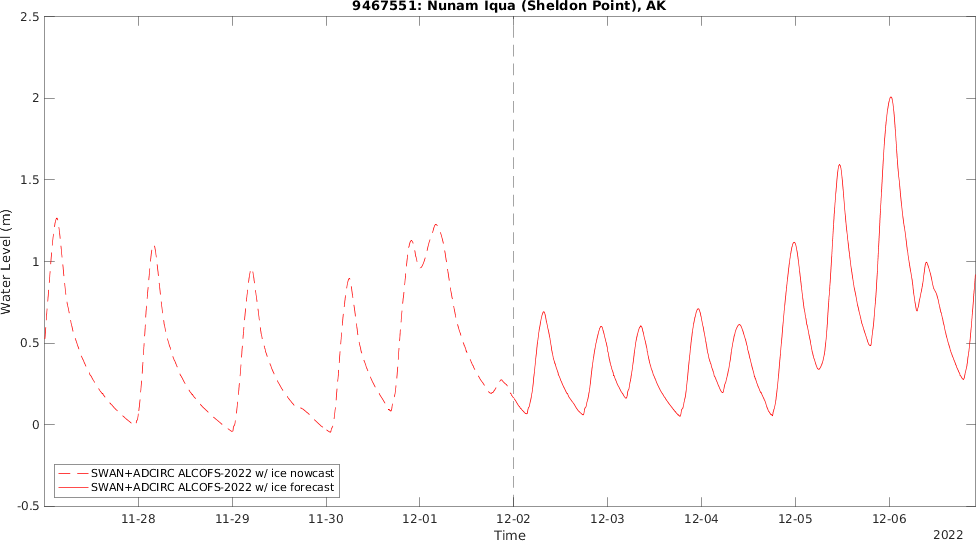 9467551: Nunam Iqua (Sheldon Point), AK
2.5
2
1.5
1
0.5
0
-0.5
Water Level (m)
SWAN+ADCIRC ALCOFS-2022 w/ ice nowcast
SWAN+ADCIRC ALCOFS-2022 w/ ice forecast
11-28 11-29 11-30 12-01 12-02 12-03 12-04 12-05 12-06
Time
2022